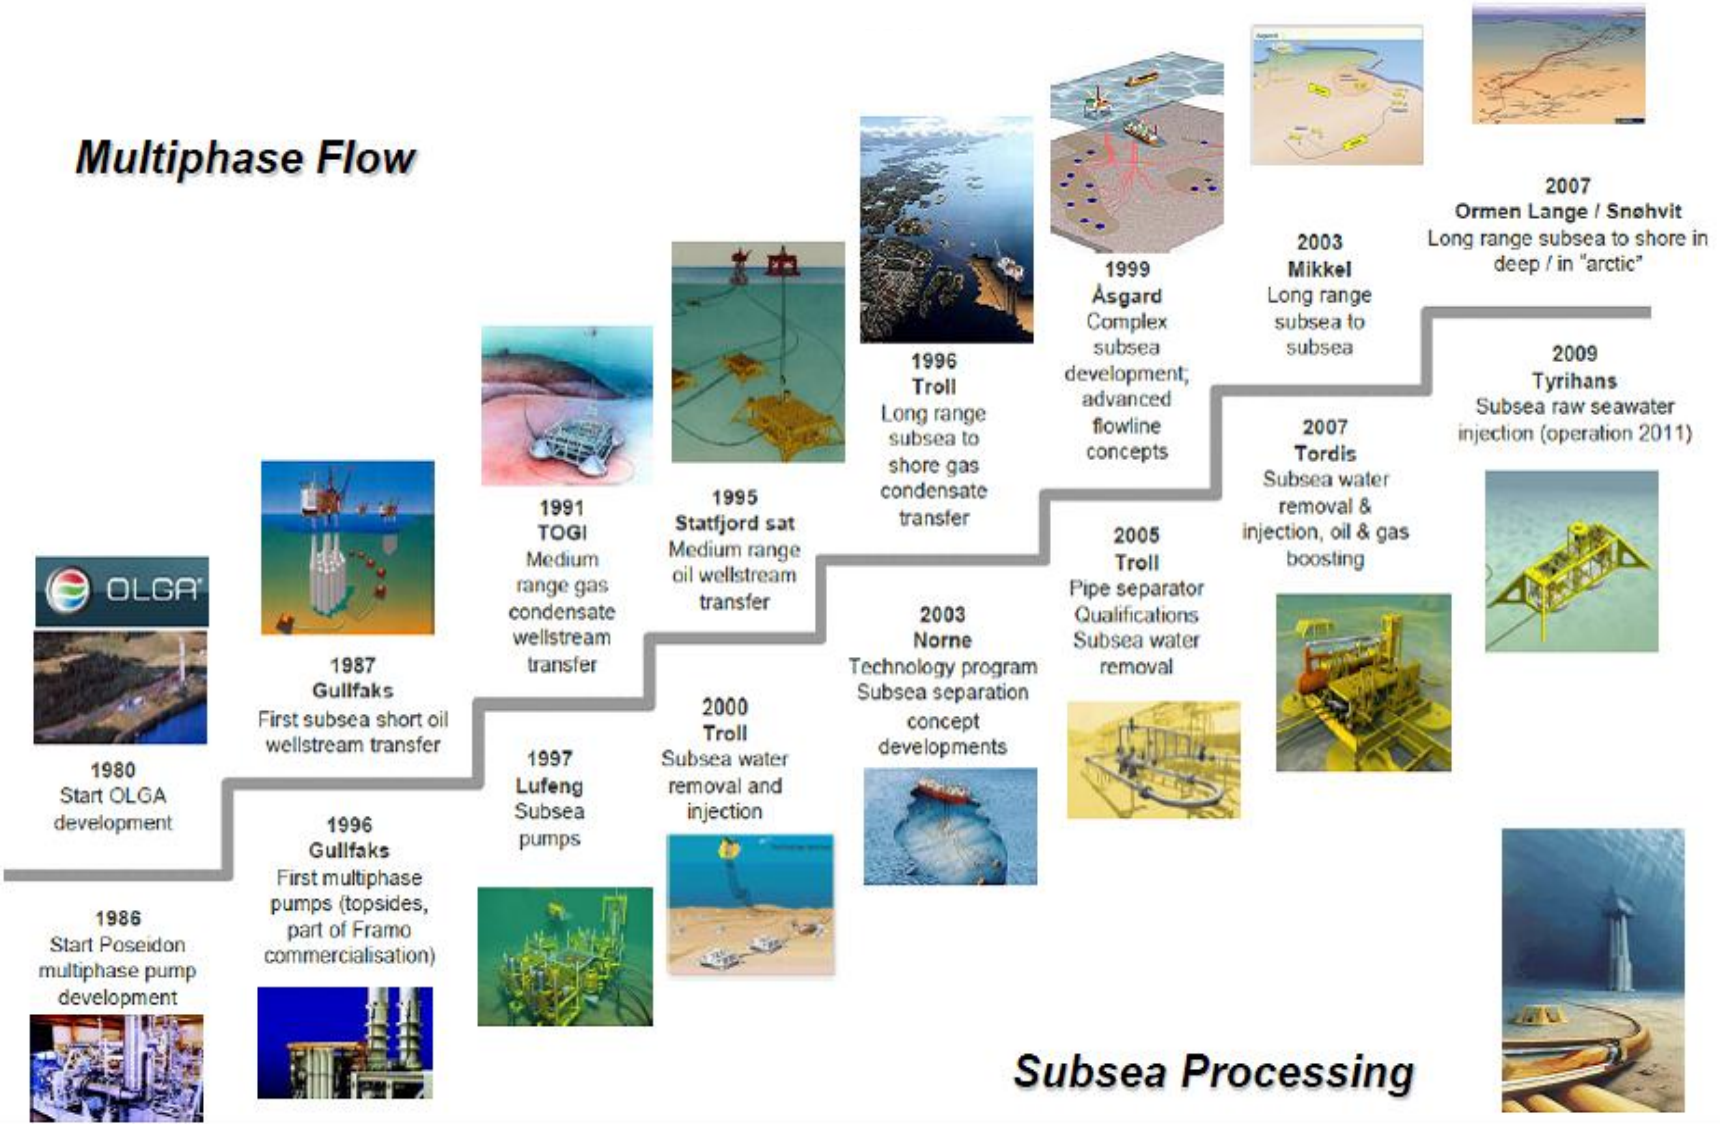 Multiphase Flow
OLGA
1980
Start OLGA
development
1987
Gullfaks
First subsea short oil
wellstream transfer
1991
TOGI
Medium
range gas
condensate
wellstream
transfer
1995
Statfjord sat
Medium range
oil wellstream
transfer
1996
Troll
Long range
subsea to
shore gas
condensate
transfer
1999
Åsgard
Complex
subsea
development;
advanced
flowline
concepts
2003
Mikkel
Long range
subsea to
subsea
2007
Ormen Lange / Snøhvit
Long range subsea to shore in
deep / in "arctic"
1986
Start Poseidon
multiphase pump
development
1996
Gullfaks
First multiphase
pumps (topsides,
part of Framo
commercialisation)
1997
Lufeng
Subsea
pumps
2000
Troll
Subsea water
removal and
injection
2003
Norne
Technology program
Subsea separation
concept
developments
2005
Troll
Pipe separator
Qualifications
Subsea water
removal
2007
Tordis
Subsea water
removal &
injection, oil & gas
boosting
2009
Tyrihans
Subsea raw seawater
injection (operation 2011)
Subsea Processing